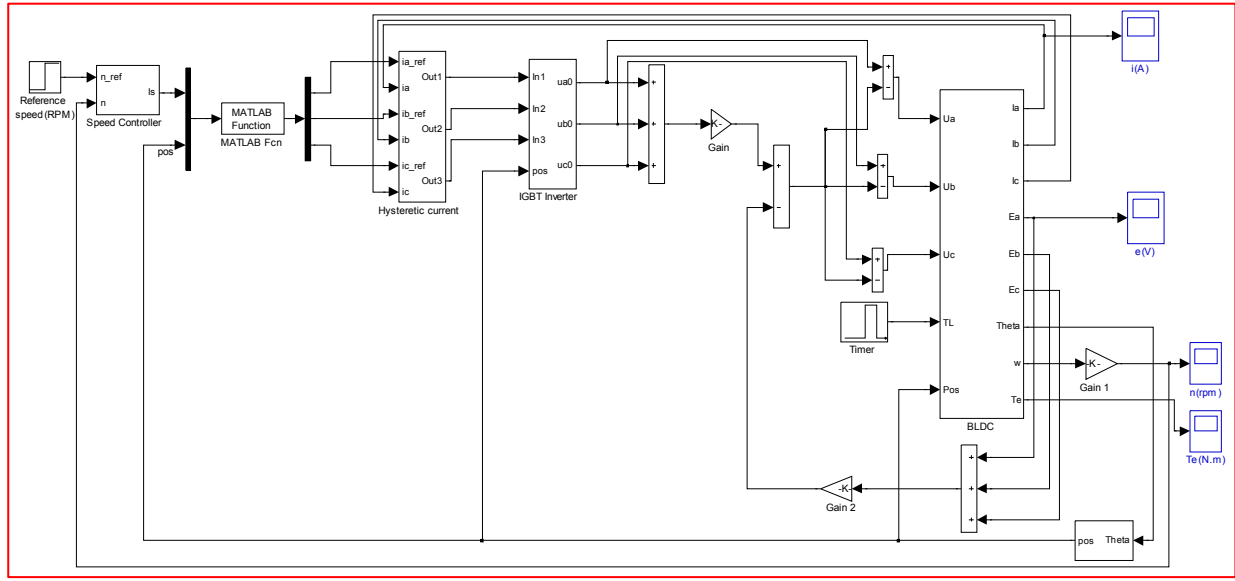 n_ref
n
Is
Reference
speed(RPM)
Speed Controller
pos
MATLAB
Function
MATLAB Fcn
ia_ref
ia
ib_ref
ib
ic_ref
ic
Out1
Out2
Out3
Hysteretic current
In1
In2
In3
pos
ua0
ub0
uc0
IGBT Inverter
+
+
+
-K-
Gain
+
−
+
−
+
−
+
−
Ua
Ub
Uc
TL
Pos
Ia
Ib
Ic
Ea
Eb
Ec
Theta
w
Te
BLDC
Timer
i(A)
e(V)
-K-
Gain 1
n(rpm)
Te(N.m)
+
+
+
-K-
Gain 2
pos
Theta